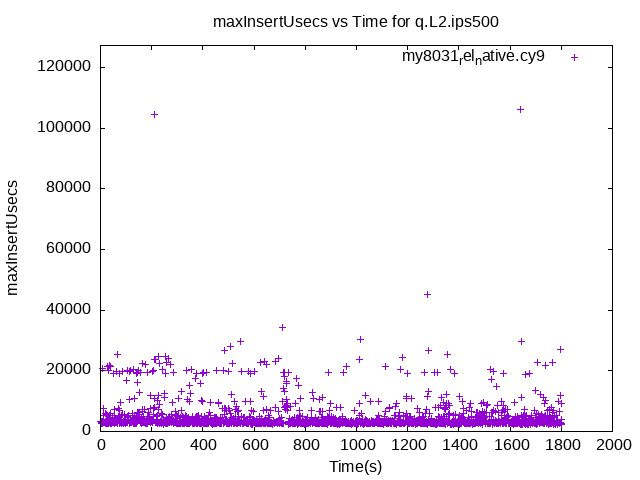 maxInsertUsecs vs Time for q.L2.ips500
my8031relnative.cy9
maxInsertUsecs
120000
100000
80000
60000
40000
20000
0
0 200 400 600 800 1000 1200 1400 1600 1800 2000
Time(s)